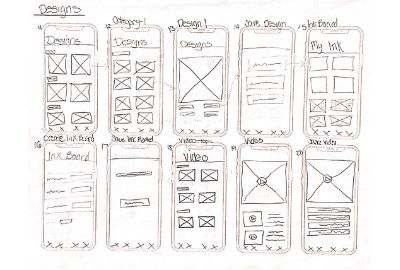 Designs
11 Designs
12 Category-1
Designs
13 Design 1
Designs
14 Save Design
15 Ink Board
My Ink
16 Create Ink Board
Ink Board
17 Save Ink Board
18 Video topic
Video
19 Video
20 Save video